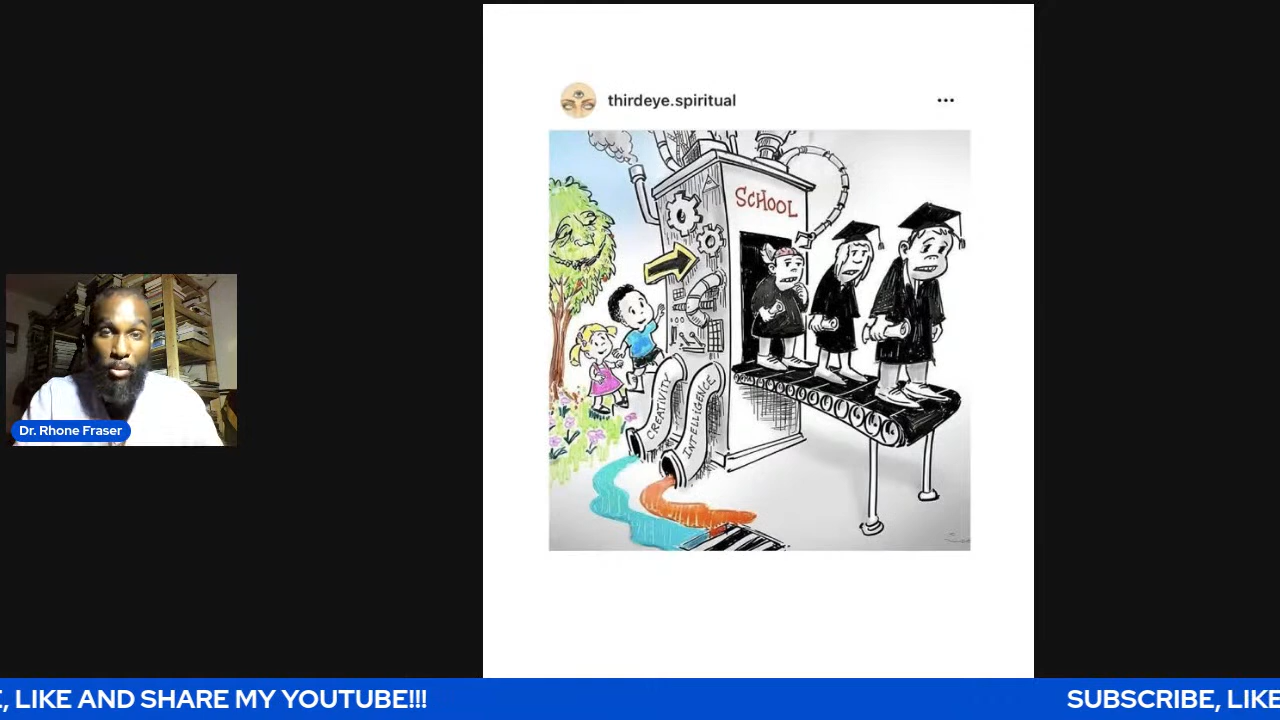 thirdeye.spiritual
SCHOOL
CREATIVITY
INTELLIGENCE
Dr. Rhone Fraser
, LIKE AND SHARE MY YOUTUBE!!!
SUBSCRIBE, LIKE